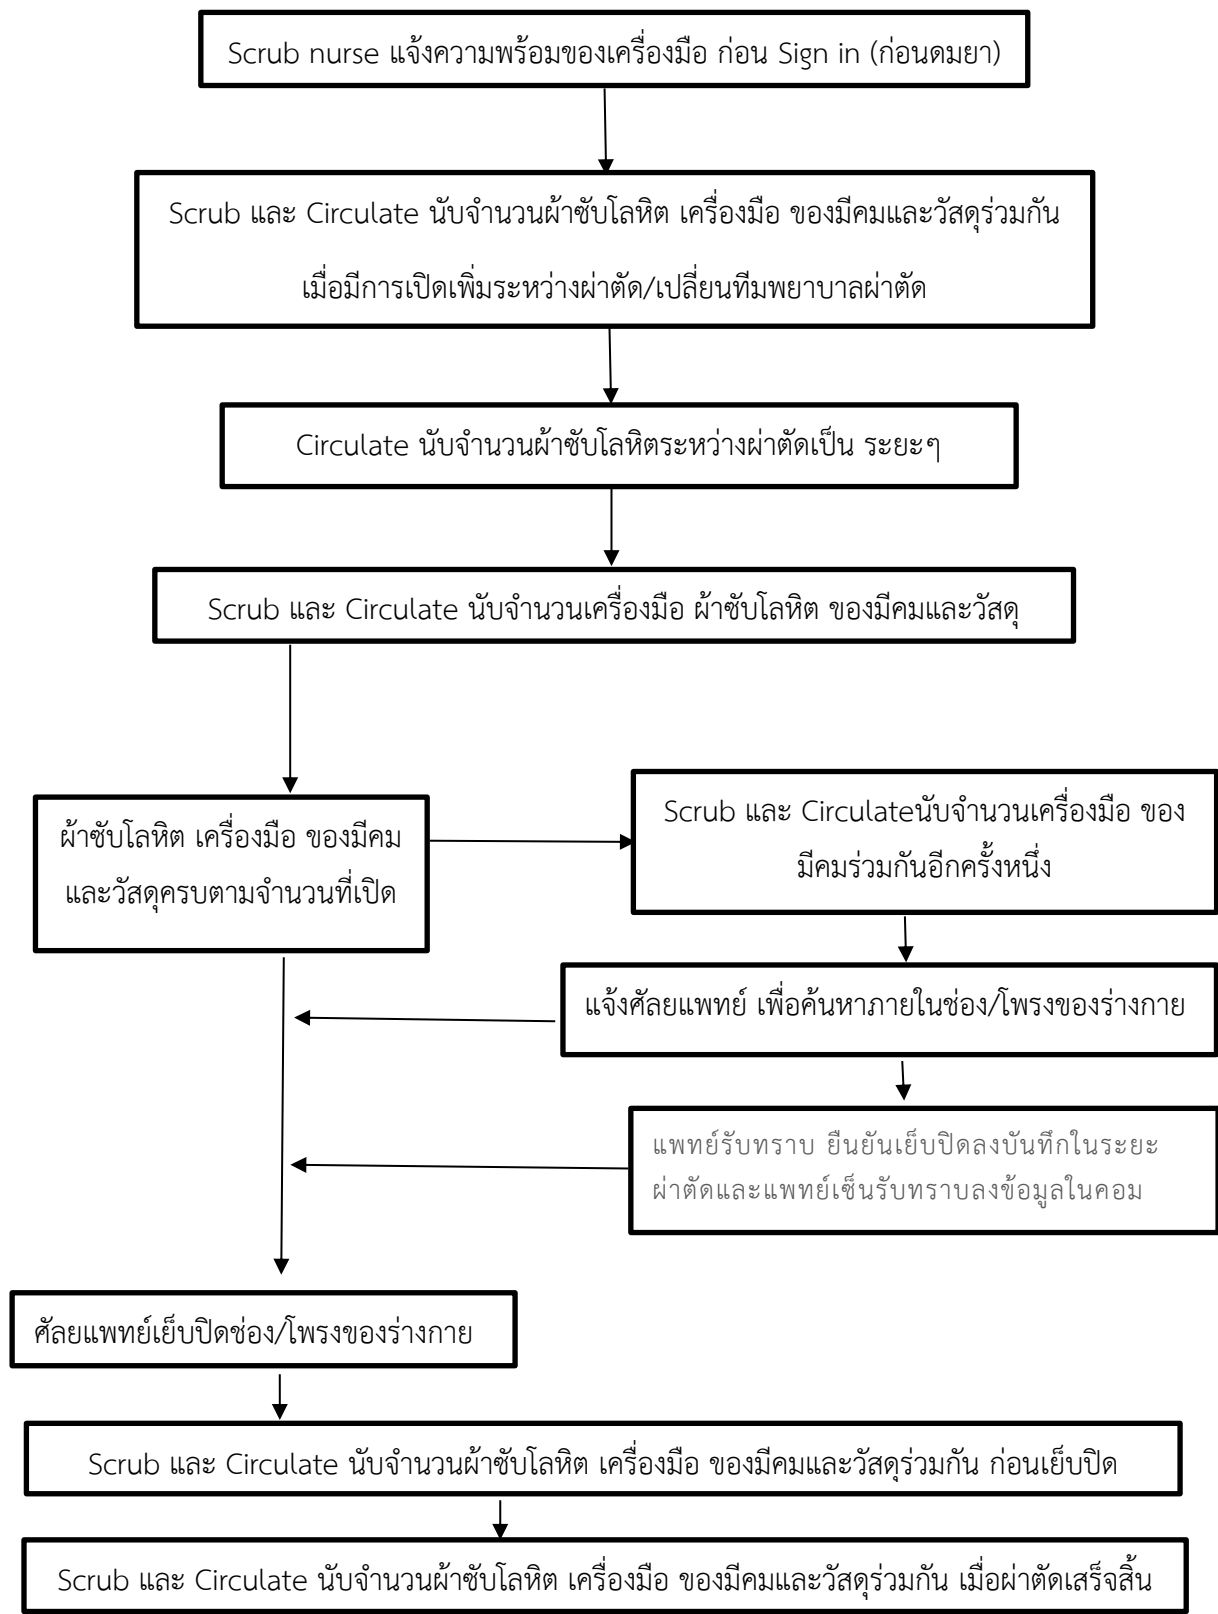 Scrub nurse แจ้งความพร้อมของเครื่องมือ ก่อน Sign in (ก่อนดมยา)
Scrub และ Circulate นับจำนวนผ้าซับโลหิต เครื่องมือ ของมีคมและวัสดุร่วมกัน
เมื่อมีการเปิดเพิ่มระหว่างผ่าตัด/เปลี่ยนทีมพยาบาลผ่าตัด
Circulate นับจำนวนผ้าซับโลหิตระหว่างผ่าตัดเป็น ระยะๆ
Scrub และ Circulate นับจำนวนเครื่องมือ ผ้าซับโลหิต ของมีคมและวัสดุ
ผ้าซับโลหิต เครื่องมือ ของมีคม
และวัสดุครบตามจำนวนที่เปิด
Scrub และ Circulateนับจำนวนเครื่องมือ ของ
มีคมร่วมกันอีกครั้งหนึ่ง
แจ้งศัลยแพทย์ เพื่อค้นหาภายในช่อง/โพรงของร่างกาย
แพทย์รับทราบ ยืนยันเย็บปิดลงบันทึกในระยะ
ผ่าตัดและแพทย์เซ็นรับทราบลงข้อมูลในคอม
ศัลยแพทย์เย็บปิดช่อง/โพรงของร่างกาย
Scrub และ Circulate นับจำนวนผ้าซับโลหิต เครื่องมือ ของมีคมและวัสดุร่วมกัน ก่อนเย็บปิด
Scrub และ Circulate นับจำนวนผ้าซับโลหิต เครื่องมือ ของมีคมและวัสดุร่วมกัน เมื่อผ่าตัดเสร็จสิ้น